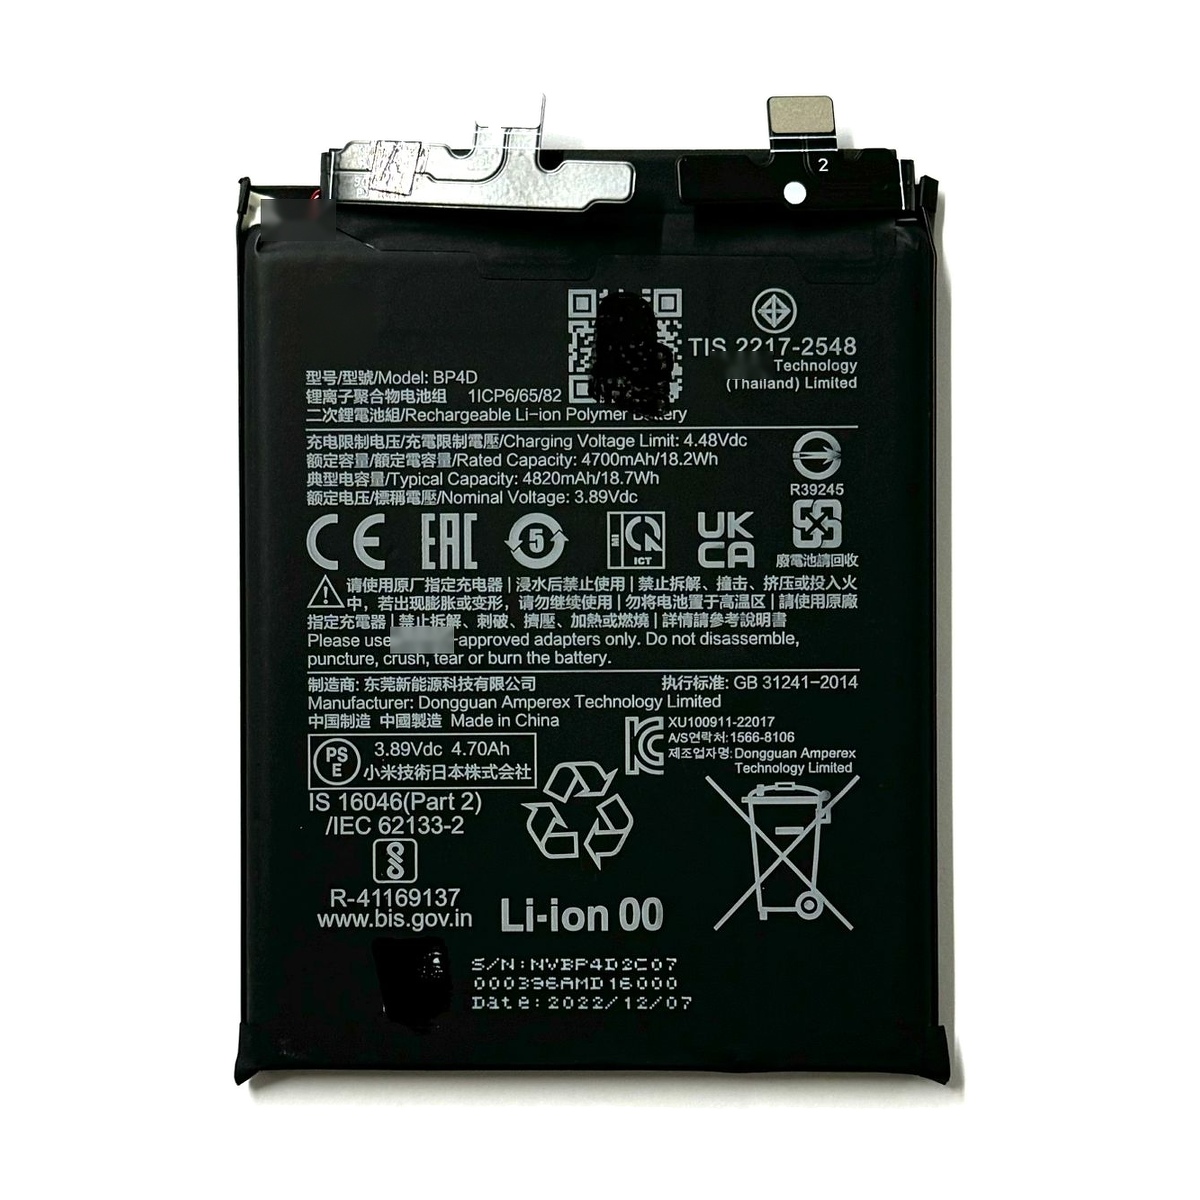 2
TIS 2217-2548
Technology
(Thailand) Limited
型号/型號/Model: BP4D
锂离子聚合物电池组 1ICP6/65/82
二次鋰電池組/Rechargeable Li-ion Polymer Battery
充电限制电压/充電限制電壓/Charging Voltage Limit: 4.48Vdc
额定容量/額定電容量/Rated Capacity: 4700mAh/18.2Wh
典型电容量/Typical Capacity: 4820mAh/18.7Wh
额定电压/標稱電壓/Nominal Voltage: 3.89Vdc
R39245
CE EAC 5 MI ICT UK CA
廢電池請回收
请使用原厂指定充电器 | 浸水后禁止使用 | 禁止拆解、撞击、挤压或投入火
中，若出现膨胀或变形，请勿继续使用 | 勿将电池置于高温区 | 請使用原廠
指定充電器 | 禁止拆解、刺破、擠壓、加熱或燃燒 | 詳情請參考說明書
Please use -approved adapters only. Do not disassemble,
puncture, crush, tear or burn the battery.
制造商: 东莞新能源科技有限公司 执行标准: GB 31241-2014
Manufacturer: Dongguan Amperex Technology Limited
中国制造 中國製造 Made in China
XU100911-22017
A/S연락처: 1566-8106
제조업자명: Dongguan Amperex
Technology Limited
PS E 3.89Vdc 4.70Ah
小米技術日本株式会社
IS 16046(Part 2)
/IEC 62133-2
R-41169137
www.bis.gov.in
Li-ion 00
S/N:NVBP4D2C07
000396AMD16000
Date:2022/12/07